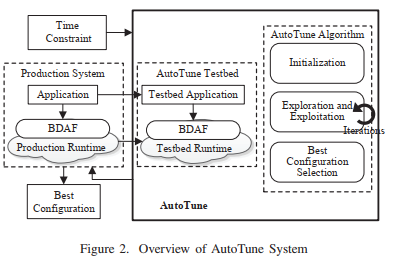 Time
Constraint
Production System
Application
BDAF
Production Runtime
Best
Configuration
AutoTune Testbed
Testbed Application
BDAF
Testbed Runtime
AutoTune
AutoTune Algorithm
Initialization
Exploration and
Exploitation
Iterations
Best
Configuration
Selection
Figure 2. Overview of AutoTune System